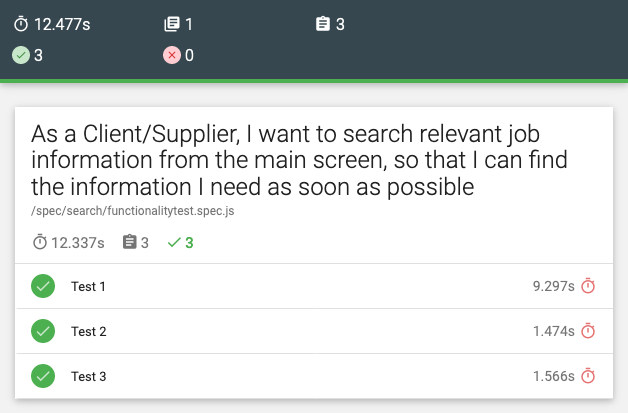 12.477s 1 3
3 0
As a Client/Supplier, I want to search relevant job
information from the main screen, so that I can find
the information I need as soon as possible
/spec/search/functionalitytest.spec.js
12.337s 3 3
Test 1 9.297s
Test 2 1.474s
Test 3 1.566s